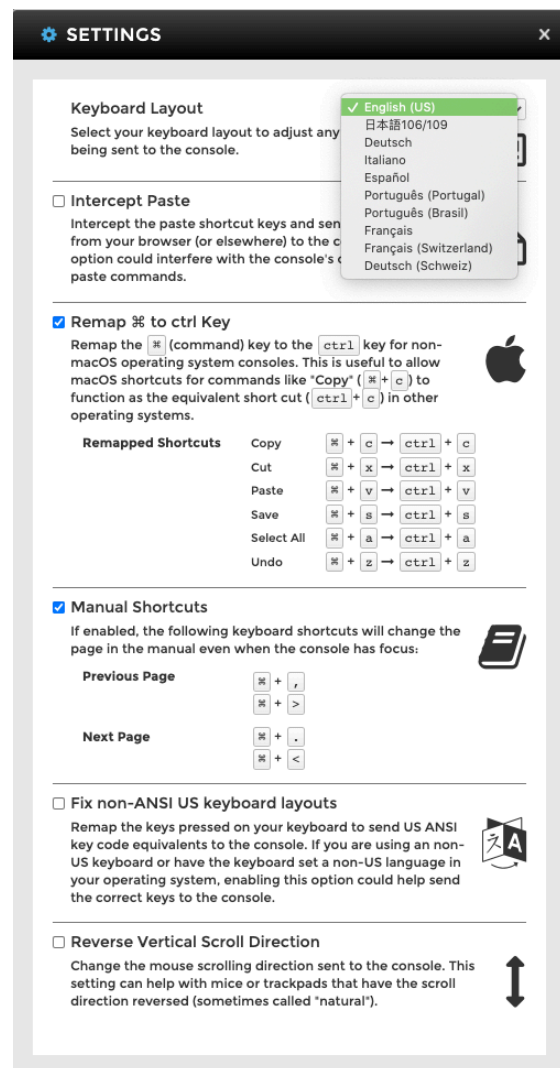 SETTINGS ×
Keyboard Layout
Select your keyboard layout to adjust any
being sent to the console.
✓ English (US)
日本語106/109
Deutsch
Italiano
Español
Português (Portugal)
Português (Brasil)
Français
Français (Switzerland)
Deutsch (Schweiz)
Intercept Paste
Intercept the paste shortcut keys and sen
from your browser (or elsewhere) to the c
option could interfere with the console's
paste commands.
Remap ⌘ to ctrl Key
Remap the ⌘ (command) key to the ctrl key for non-
macOS operating system consoles. This is useful to allow
macOS shortcuts for commands like "Copy" ( ⌘ + c ) to
function as the equivalent short cut ( ctrl + c ) in other
operating systems.
Remapped Shortcuts Copy ⌘ + c → ctrl + c
Cut ⌘ + x → ctrl + x
Paste ⌘ + v → ctrl + v
Save ⌘ + s → ctrl + s
Select All ⌘ + a → ctrl + a
Undo ⌘ + z → ctrl + z
Manual Shortcuts
If enabled, the following keyboard shortcuts will change the
page in the manual even when the console has focus:
Previous Page ⌘ + ,
⌘ + >
Next Page ⌘ + .
⌘ + <
Fix non-ANSI US keyboard layouts
Remap the keys pressed on your keyboard to send US ANSI
key code equivalents to the console. If you are using an non-
US keyboard or have the keyboard set a non-US language in
your operating system, enabling this option could help send
the correct keys to the console.
Reverse Vertical Scroll Direction
Change the mouse scrolling direction sent to the console. This
setting can help with mice or trackpads that have the scroll
direction reversed (sometimes called "natural").